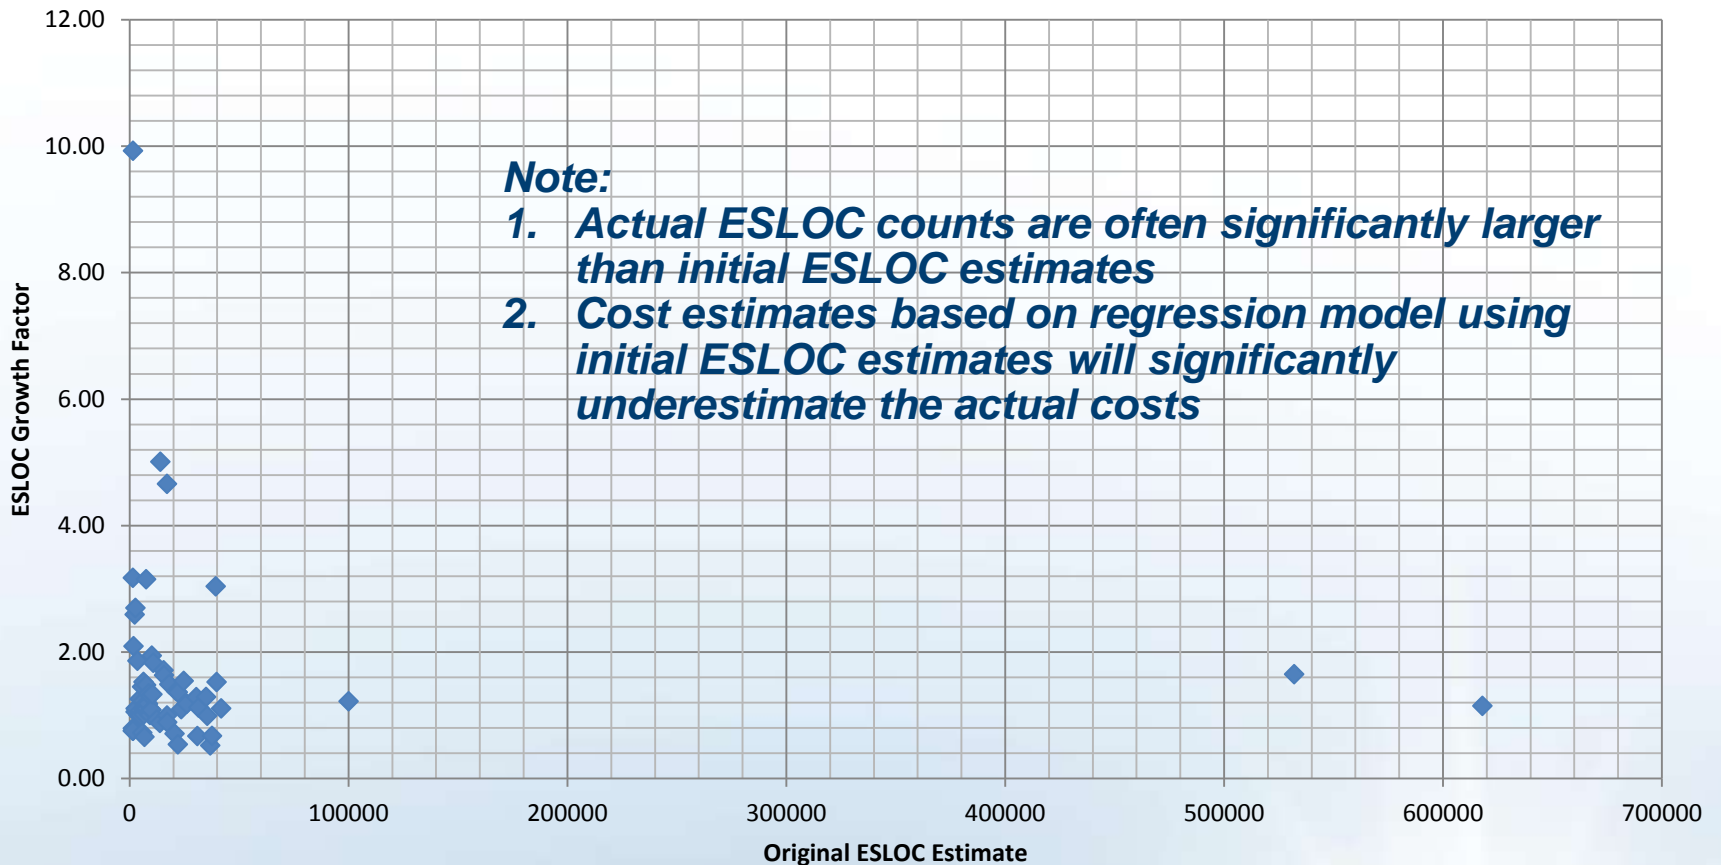 12.00
10.00
8.00
6.00
4.00
2.00
0.00
ESLOC Growth Factor
Note:
1. Actual ESLOC counts are often significantly larger
than initial ESLOC estimates
2. Cost estimates based on regression model using
initial ESLOC estimates will significantly
underestimate the actual costs
0 100000 200000 300000 400000 500000 600000 700000
Original ESLOC Estimate